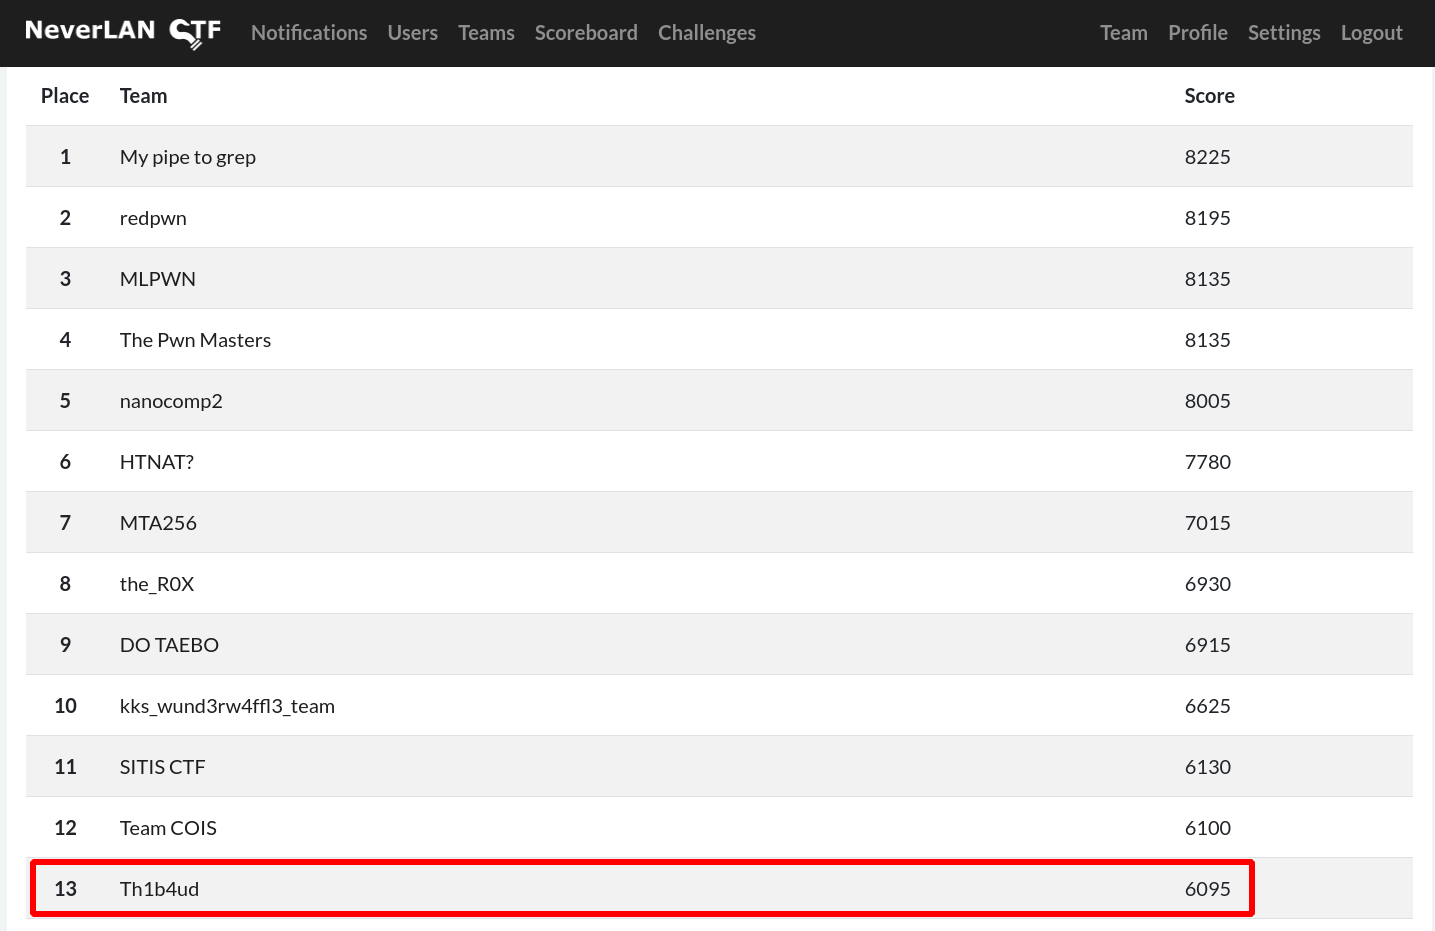 NeverLAN CTF Notifications Users Teams Scoreboard Challenges Team Profile Settings Logout
Place Team Score
1 My pipe to grep 8225
2 redpwn 8195
3 MLPWN 8135
4 The Pwn Masters 8135
5 nanocomp2 8005
6 HTNAT? 7780
7 MTA256 7015
8 the_R0X 6930
9 DO TAEBO 6915
10 kks_wund3rw4ffl3_team 6625
11 SITIS CTF 6130
12 Team COIS 6100
13 Th1b4ud 6095